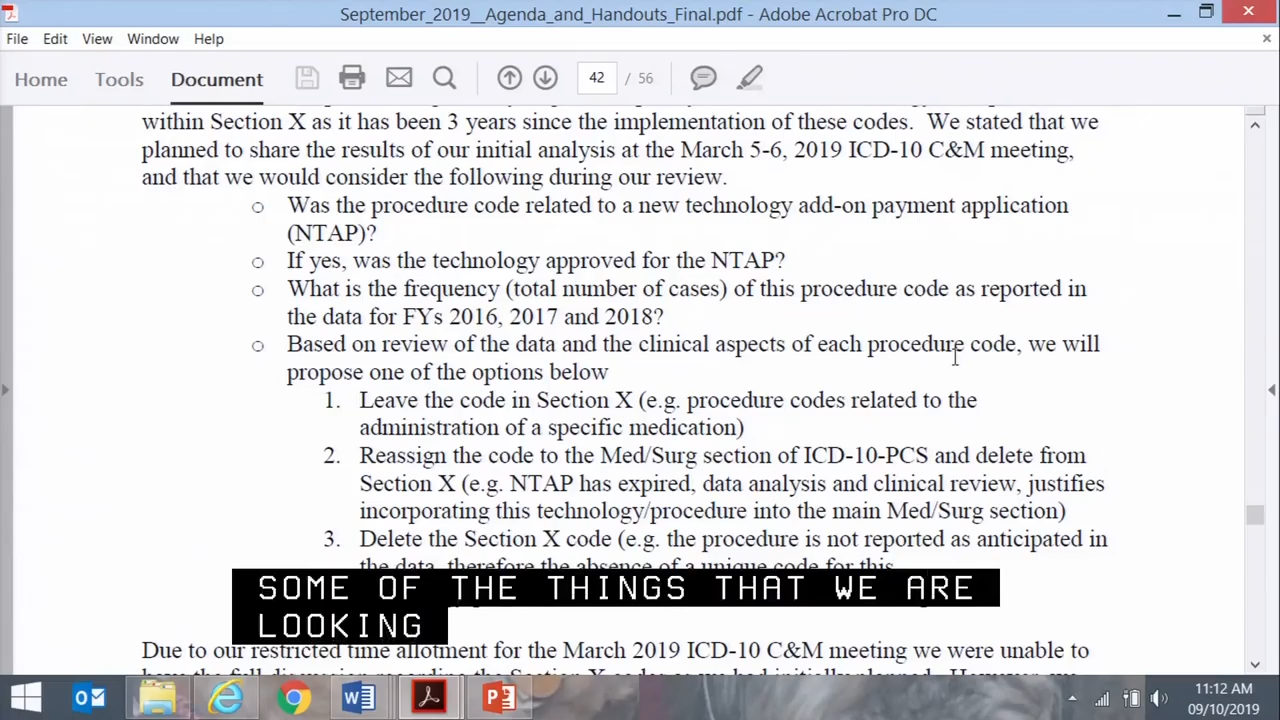 September_2019__Agenda_and_Handouts_Final.pdf - Adobe Acrobat Pro DC
File Edit View Window Help
Home Tools Document 42 / 56
within Section X as it has been 3 years since the implementation of these codes. We stated that we
planned to share the results of our initial analysis at the March 5-6, 2019 ICD-10 C&M meeting,
and that we would consider the following during our review.
○ Was the procedure code related to a new technology add-on payment application
(NTAP)?
○ If yes, was the technology approved for the NTAP?
○ What is the frequency (total number of cases) of this procedure code as reported in
the data for FYs 2016, 2017 and 2018?
○ Based on review of the data and the clinical aspects of each procedure code, we will
propose one of the options below
1. Leave the code in Section X (e.g. procedure codes related to the
administration of a specific medication)
2. Reassign the code to the Med/Surg section of ICD-10-PCS and delete from
Section X (e.g. NTAP has expired, data analysis and clinical review, justifies
incorporating this technology/procedure into the main Med/Surg section)
3. Delete the Section X code (e.g. the procedure is not reported as anticipated in
the data, therefore the absence of a unique code for this
SOME OF THE THINGS THAT WE ARE
LOOKING
Due to our restricted time allotment for the March 2019 ICD-10 C&M meeting we were unable to
11:12 AM
09/10/2019